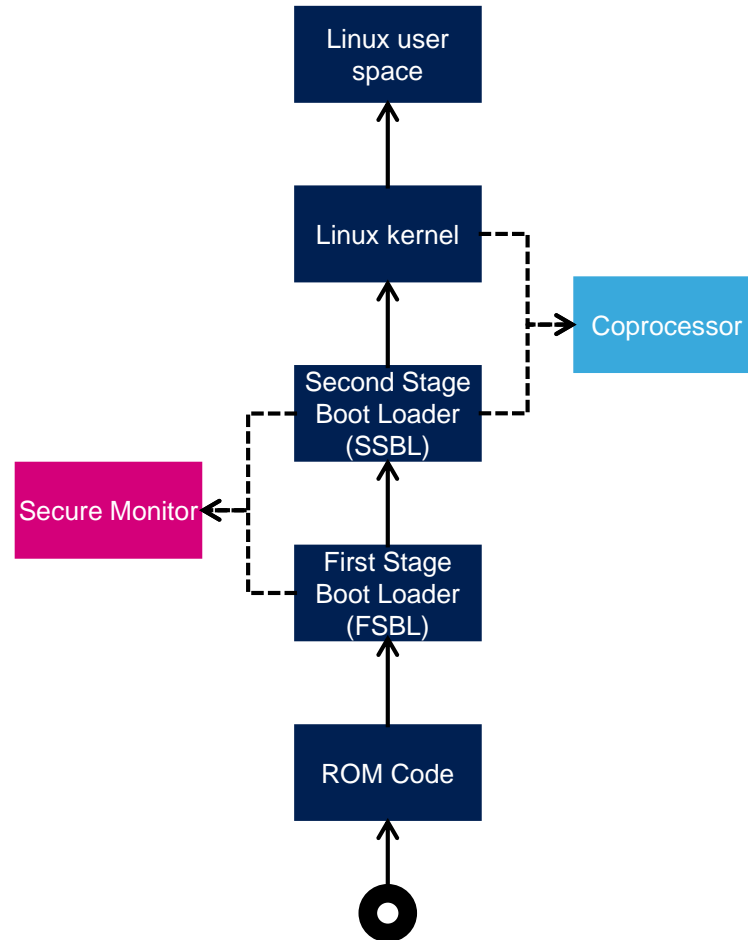 Linux user
space
Linux kernel
Coprocessor
Second Stage
Boot Loader
(SSBL)
Secure Monitor
First Stage
Boot Loader
(FSBL)
ROM Code